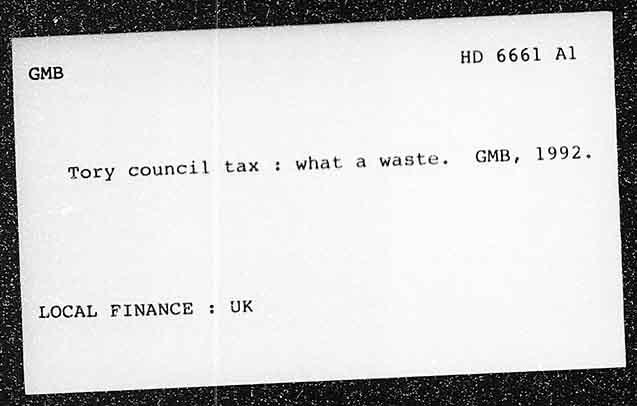 GMB
HD 6661 A1
Tory council tax : what a waste. GMB, 1992.
LOCAL FINANCE : UK